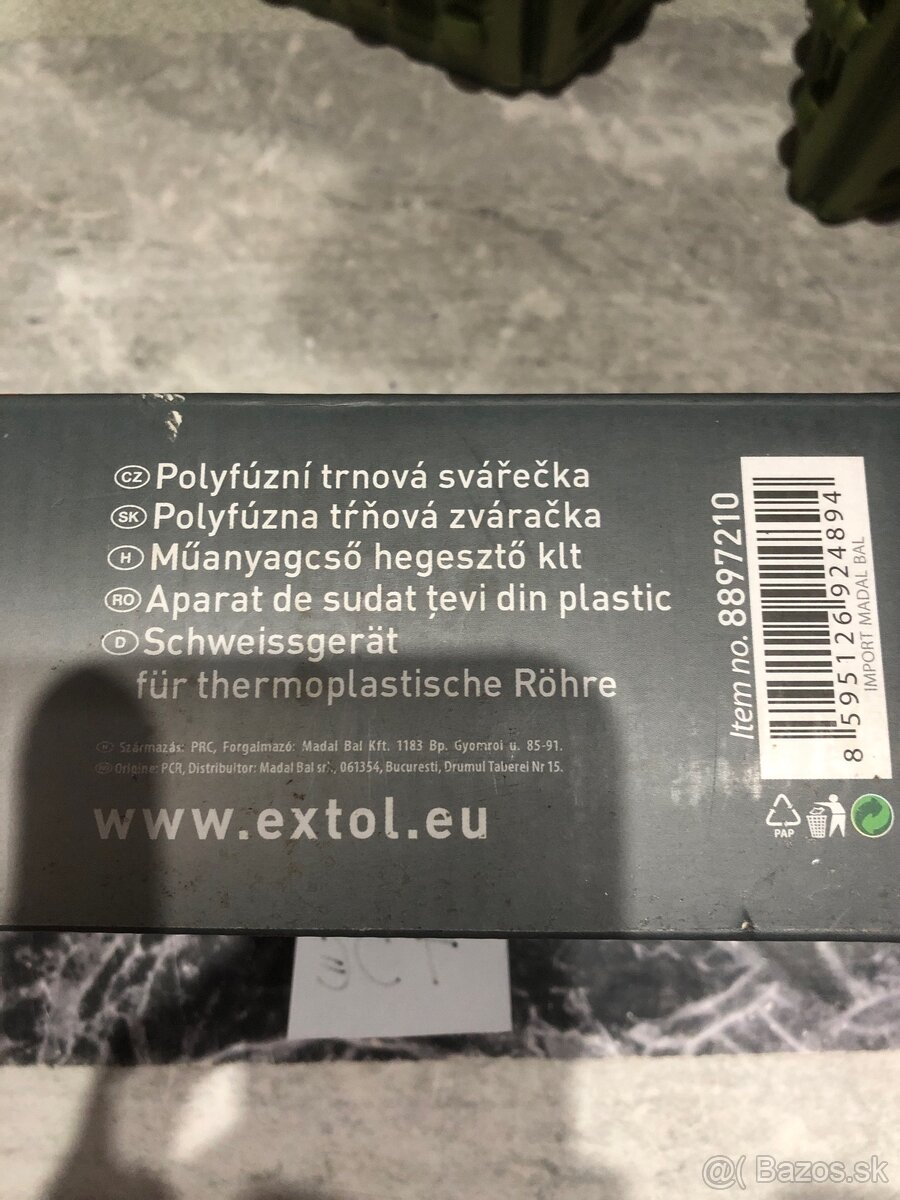 CZ Polyfúzní trnová svářečka
SK Polyfúzna tŕňová zváračka
H Műanyagcső hegesztő klt
RO Aparat de sudat țevi din plastic
D Schweissgerät
für thermoplastische Röhre
H Származás: PRC, Forgalmazó: Madal Bal Kft. 1183 Bp. Gyomroi u. 85-91.
RO Origine: PCR, Distribuitor: Madal Bal srl., 061354, Bucuresti, Drumul Taberei Nr 15.
www.extol.eu
Item no. 8897210
8 595126 924894
IMPORT MADAL BAL
PAP
@( Bazos.sk